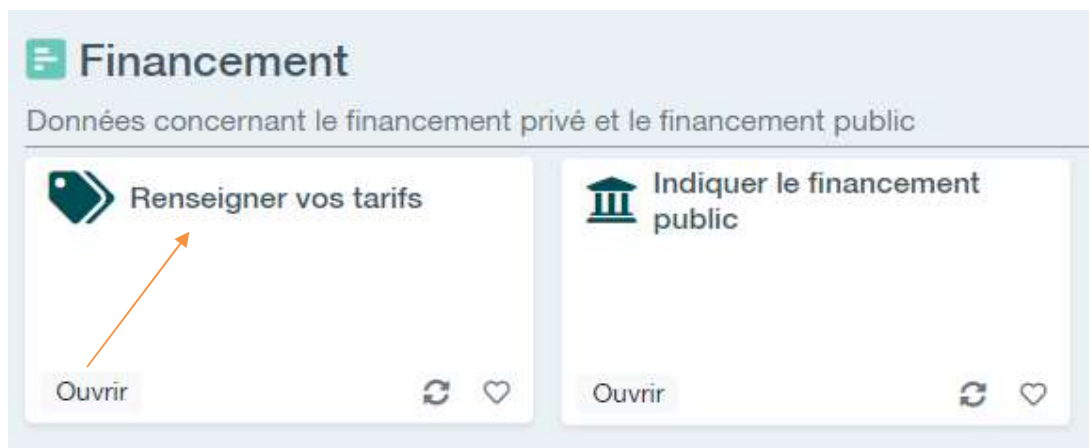 Financement
Données concernant le financement privé et le financement public
Renseigner vos tarifs
Indiquer le financement
public
Ouvrir
Ouvrir